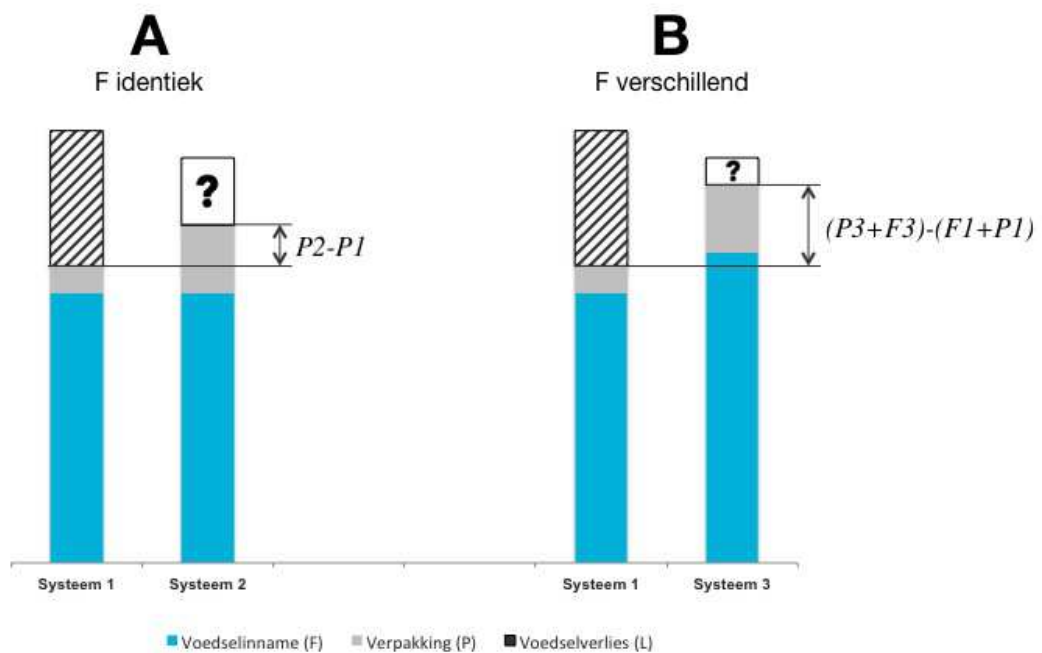 A
F identiek
B
F verschillend
?
P2-P1
?
(P3+F3)-(F1+P1)
Systeem 1
Systeem 2
Systeem 1
Systeem 3
Voedselinname (F)
Verpakking (P)
Voedselverlies (L)